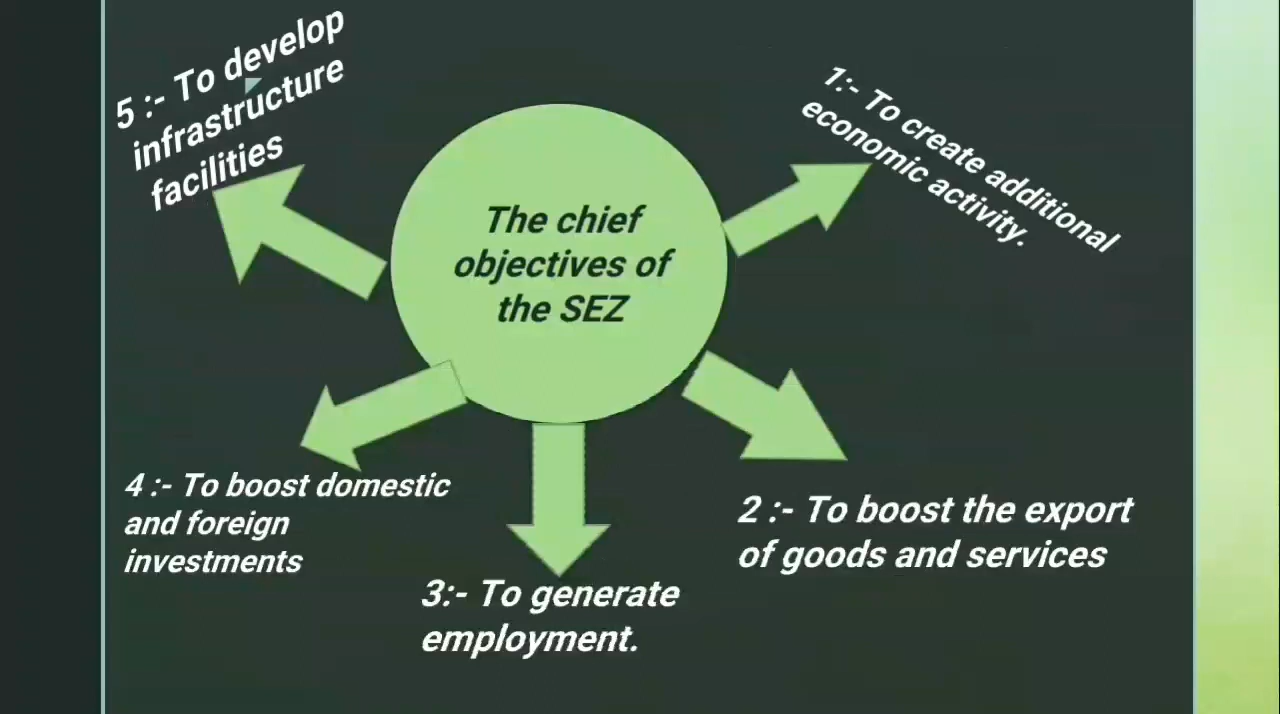 The chief
objectives of
the SEZ
1:- To create additional
economic activity.
2 :- To boost the export
of goods and services
3:- To generate
employment.
4 :- To boost domestic
and foreign
investments
5 :- To develop
infrastructure
facilities